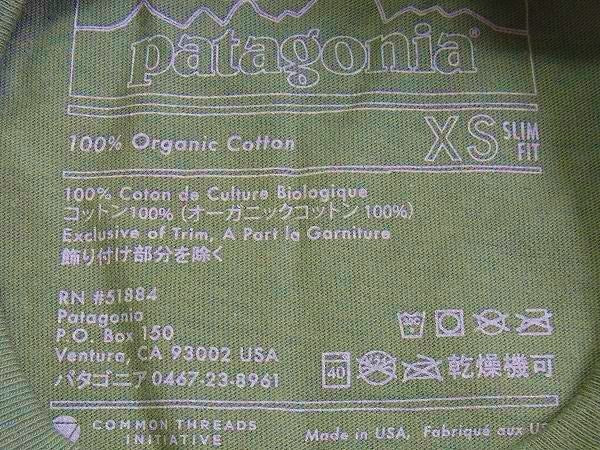 patagonia®
100% Organic Cotton
XS SLIM FIT
100% Coton de Culture Biologique
コットン100% (オーガニックコットン 100%)
Exclusive of Trim, A Part la Garniture
飾り付け部分を除く
RN #51884
Patagonia
P.O. Box 150
Ventura, CA 93002 USA
パタゴニア 0467-23-8961
40
乾燥機可
COMMON THREADS
INITIATIVE
Made in USA, Fabriqué aux US